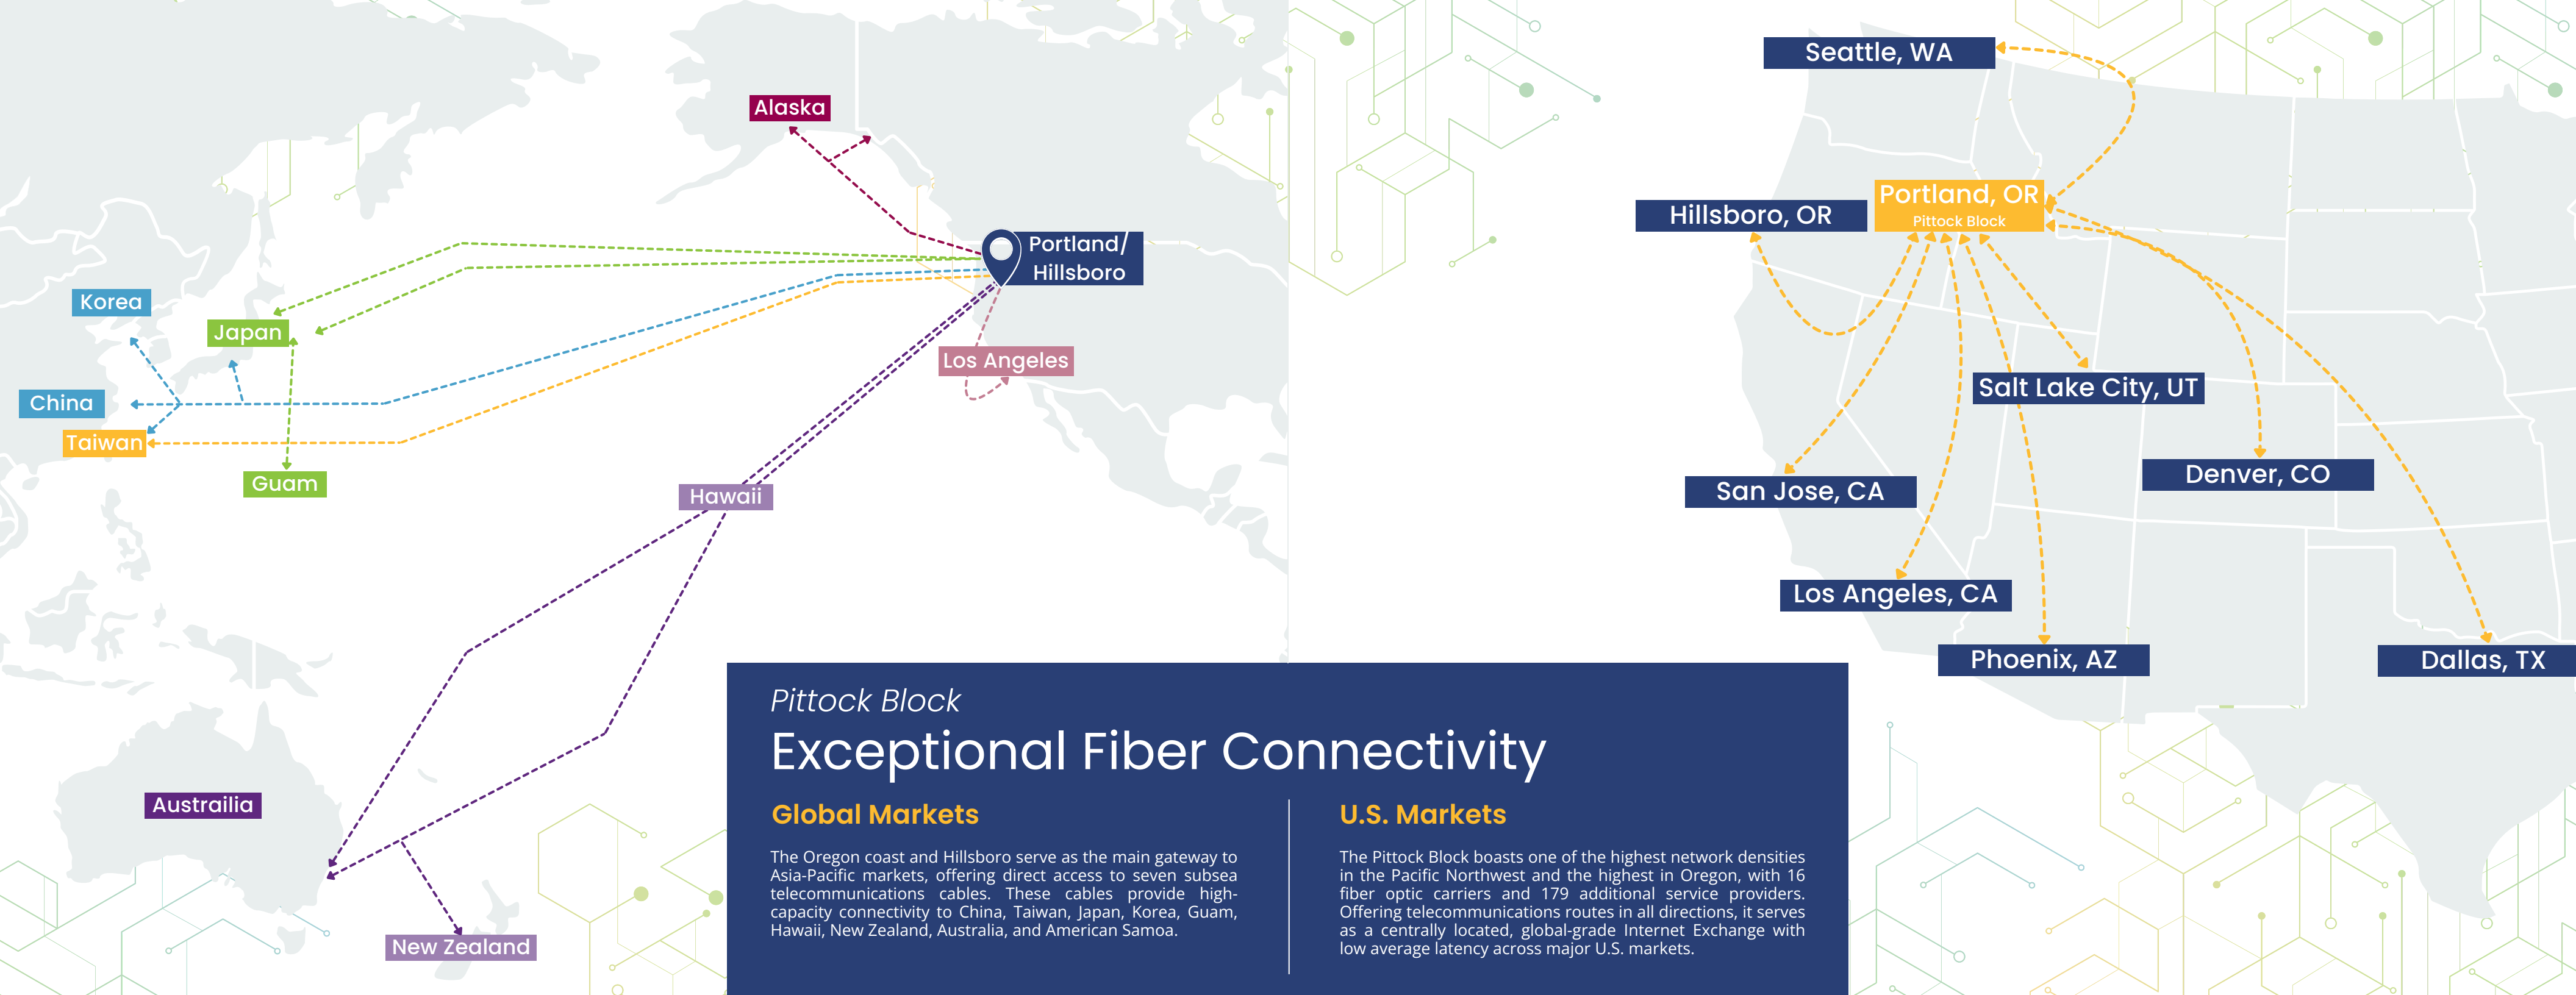 Alaska
Portland/
Hillsboro
Korea
Japan
Los Angeles
China
Taiwan
Guam
Hawaii
Austrailia
New Zealand
Seattle, WA
Portland, OR
Pittock Block
Hillsboro, OR
Salt Lake City, UT
Denver, CO
San Jose, CA
Los Angeles, CA
Phoenix, AZ
Dallas, TX
Pittock Block
Exceptional Fiber Connectivity
Global Markets
The Oregon coast and Hillsboro serve as the main gateway to
Asia-Pacific markets, offering direct access to seven subsea
telecommunications cables. These cables provide high-
capacity connectivity to China, Taiwan, Japan, Korea, Guam,
Hawaii, New Zealand, Australia, and American Samoa.
U.S. Markets
The Pittock Block boasts one of the highest network densities
in the Pacific Northwest and the highest in Oregon, with 16
fiber optic carriers and 179 additional service providers.
Offering telecommunications routes in all directions, it serves
as a centrally located, global-grade Internet Exchange with
low average latency across major U.S. markets.